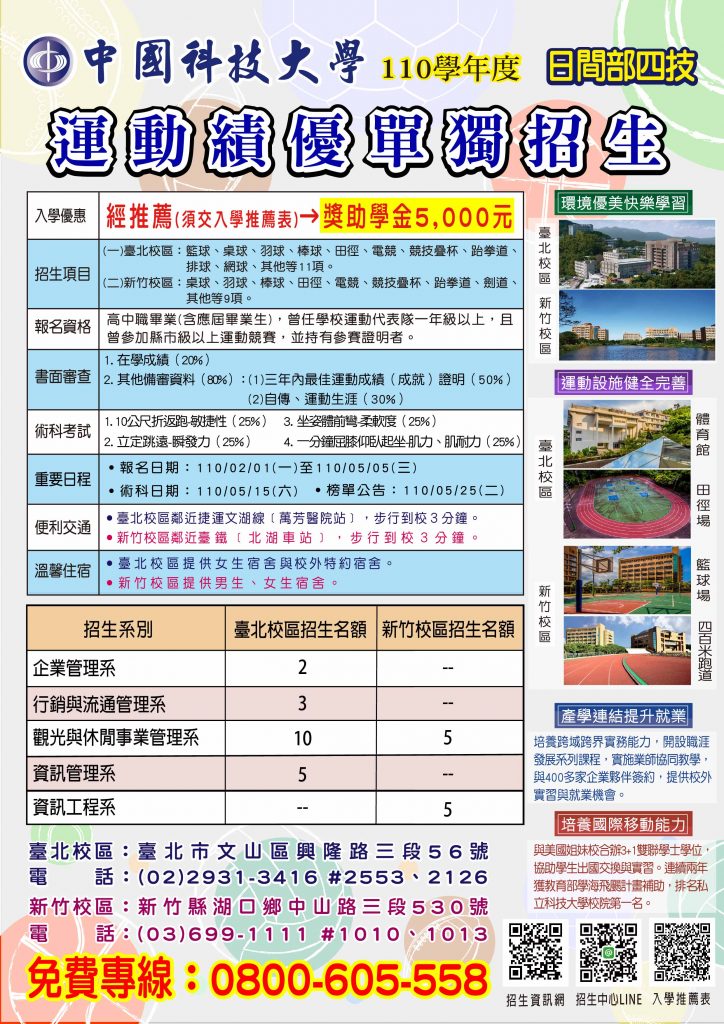 中國科技大學 110學年度 日間部四技
運動績優單獨招生
入學優惠 經推薦(須交入學推薦表)→獎助學金5,000元
招生項目
(一)臺北校區：籃球、桌球、羽球、棒球、田徑、電競、競技疊杯、跆拳道、
排球、網球、其他等11項。
(二)新竹校區：桌球、羽球、棒球、田徑、電競、競技疊杯、跆拳道、劍道、
其他等9項。
報名資格
高中職畢業(含應屆畢業生)，曾任學校運動代表隊一年級以上，且
曾參加縣市級以上運動競賽，並持有參賽證明者。
書面審查
1. 在學成績（20%）
2. 其他備審資料（80%）：(1)三年內最佳運動成績（成就）證明（50%）
(2)自傳、運動生涯（30%）
術科考試
1.10公尺折返跑-敏捷性（25%） 3. 坐姿體前彎-柔軟度（25%）
2. 立定跳遠-瞬發力（25%） 4. 一分鐘屈膝仰臥起坐-肌力、肌耐力（25%）
重要日程
•報名日期：110/02/01(一)至110/05/05(三)
•術科日期：110/05/15(六) •榜單公告：110/05/25(二)
便利交通
•臺北校區鄰近捷運文湖線﹝萬芳醫院站﹞，步行到校3分鐘。
•新竹校區鄰近臺鐵﹝北湖車站﹞，步行到校3分鐘。
溫馨住宿
•臺北校區提供女生宿舍與校外特約宿舍。
•新竹校區提供男生、女生宿舍。
招生系別 臺北校區招生名額 新竹校區招生名額
企業管理系 2 --
行銷與流通管理系 3 --
觀光與休閒事業管理系 10 5
資訊管理系 5 --
資訊工程系 -- 5
臺北校區：臺北市文山區興隆路三段56號
電 話：(02)2931-3416 #2553、2126
新竹校區：新竹縣湖口鄉中山路三段530號
電 話：(03)699-1111 #1010、1013
免費專線：0800-605-558
環境優美快樂學習
臺北校區
新竹校區
運動設施健全完善
臺北校區
體育館
田徑場
新竹校區
籃球場
四百米跑道
產學連結提升就業
培養跨域跨界實務能力，開設職涯
發展系列課程，實施業師協同教學，
與400多家企業夥伴簽約，提供校外
實習與就業機會。
培養國際移動能力
與美國姐妹校合辦3+1雙聯學士學位，
協助學生出國交換與實習。連續兩年
獲教育部學海飛颺計畫補助，排名私
立科技大學校院第一名。
招生資訊網 招生中心LINE 入學推薦表